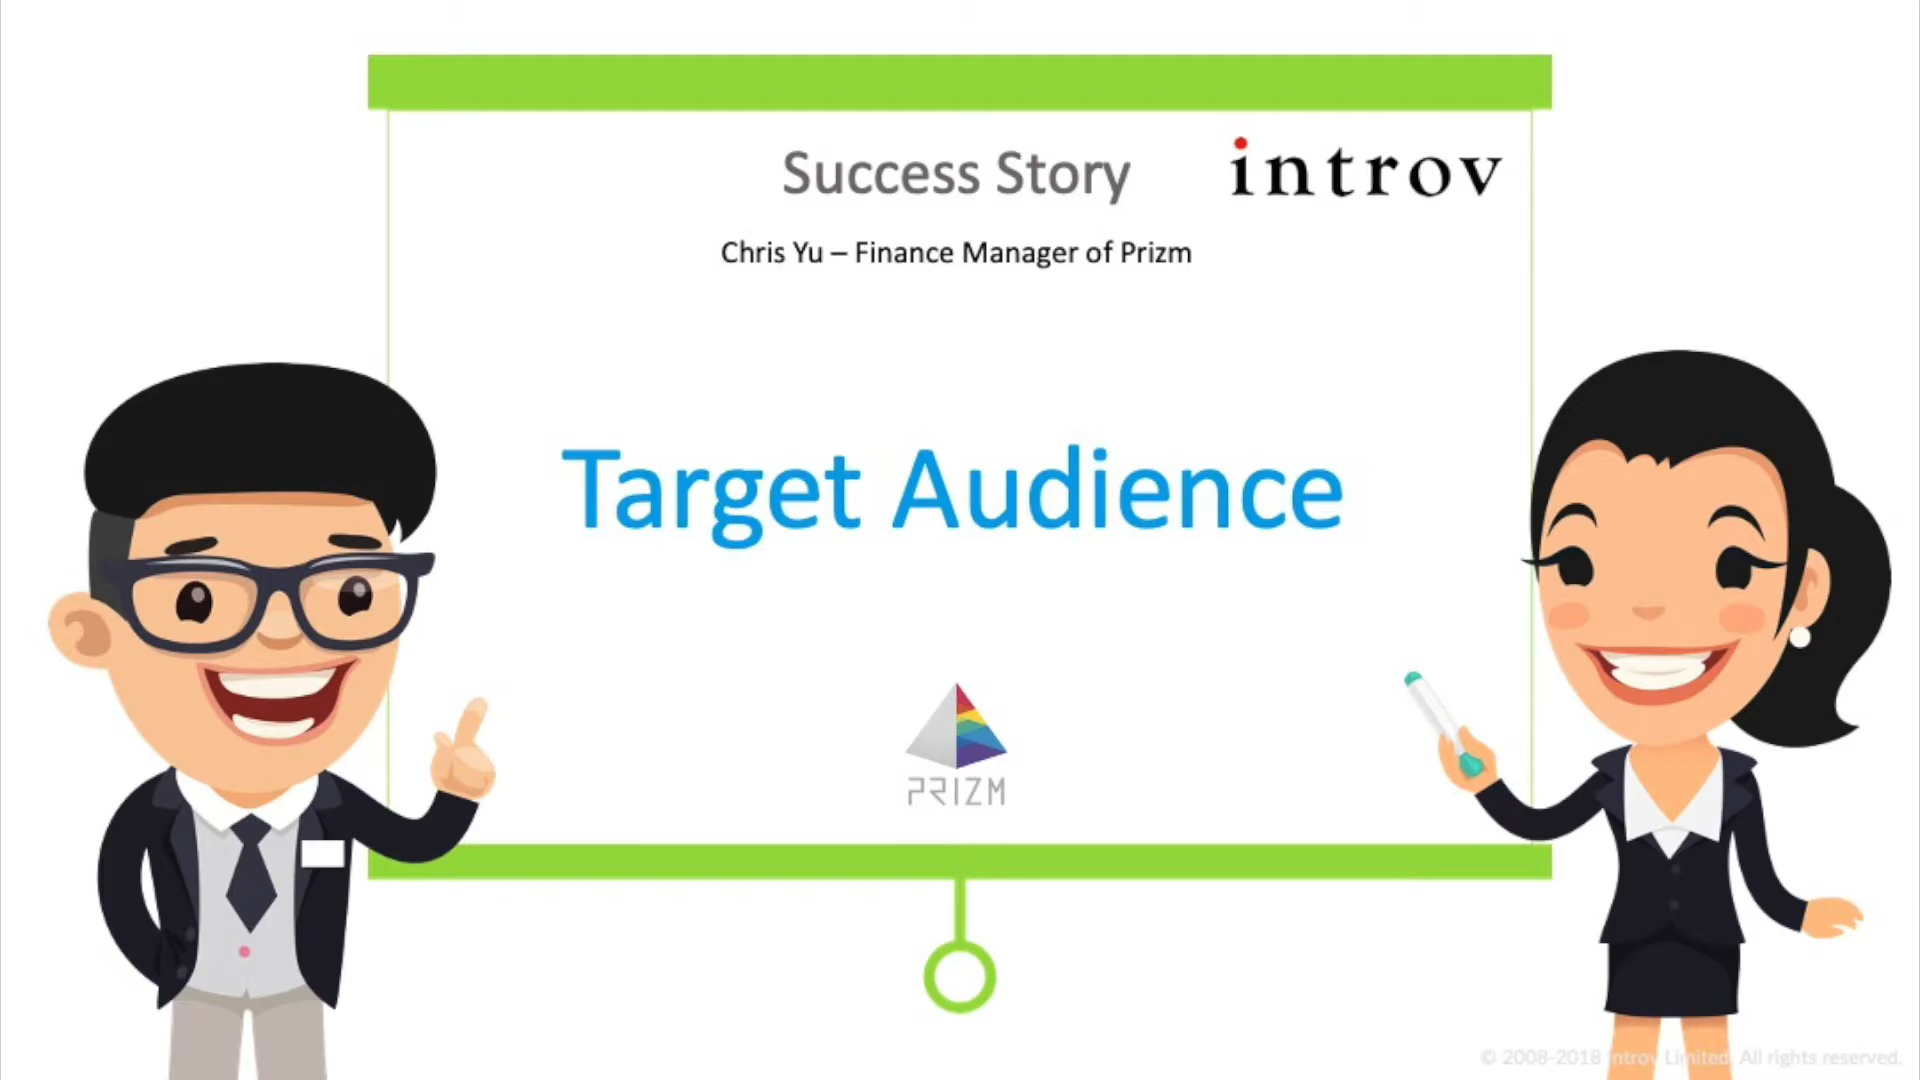 Success Story
introv
Chris Yu – Finance Manager of Prizm
Target Audience
PRIZM
© 2008-2018 Introv Limited. All rights reserved.